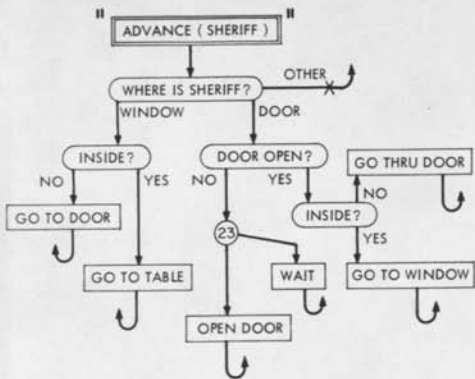 " ADVANCE ( SHERIFF ) "
WHERE IS SHERIFF?
OTHER
WINDOW
DOOR
INSIDE?
DOOR OPEN?
GO THRU DOOR
NO
YES
NO
YES
NO
GO TO DOOR
INSIDE?
23
YES
GO TO TABLE
WAIT
GO TO WINDOW
OPEN DOOR